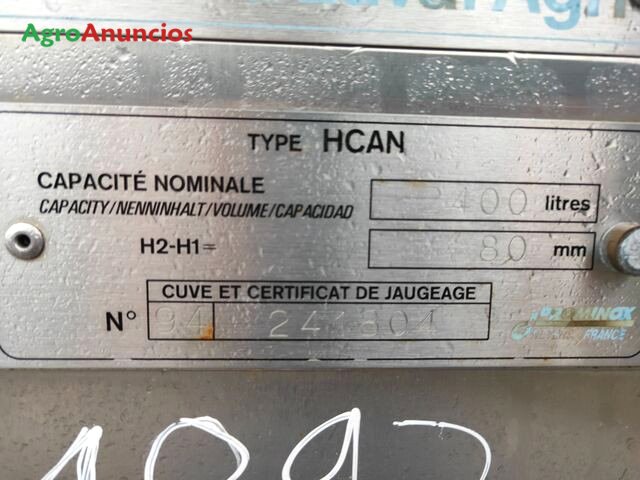 AgroAnuncios
TYPE HCAN
CAPACITÉ NOMINALE
CAPACITY/NENNINHALT/VOLUME/CAPACIDAD
400 litres
H2-H1= 80 mm
CUVE ET CERTIFICAT DE JAUGEAGE
N° 94 241804
FRANCE